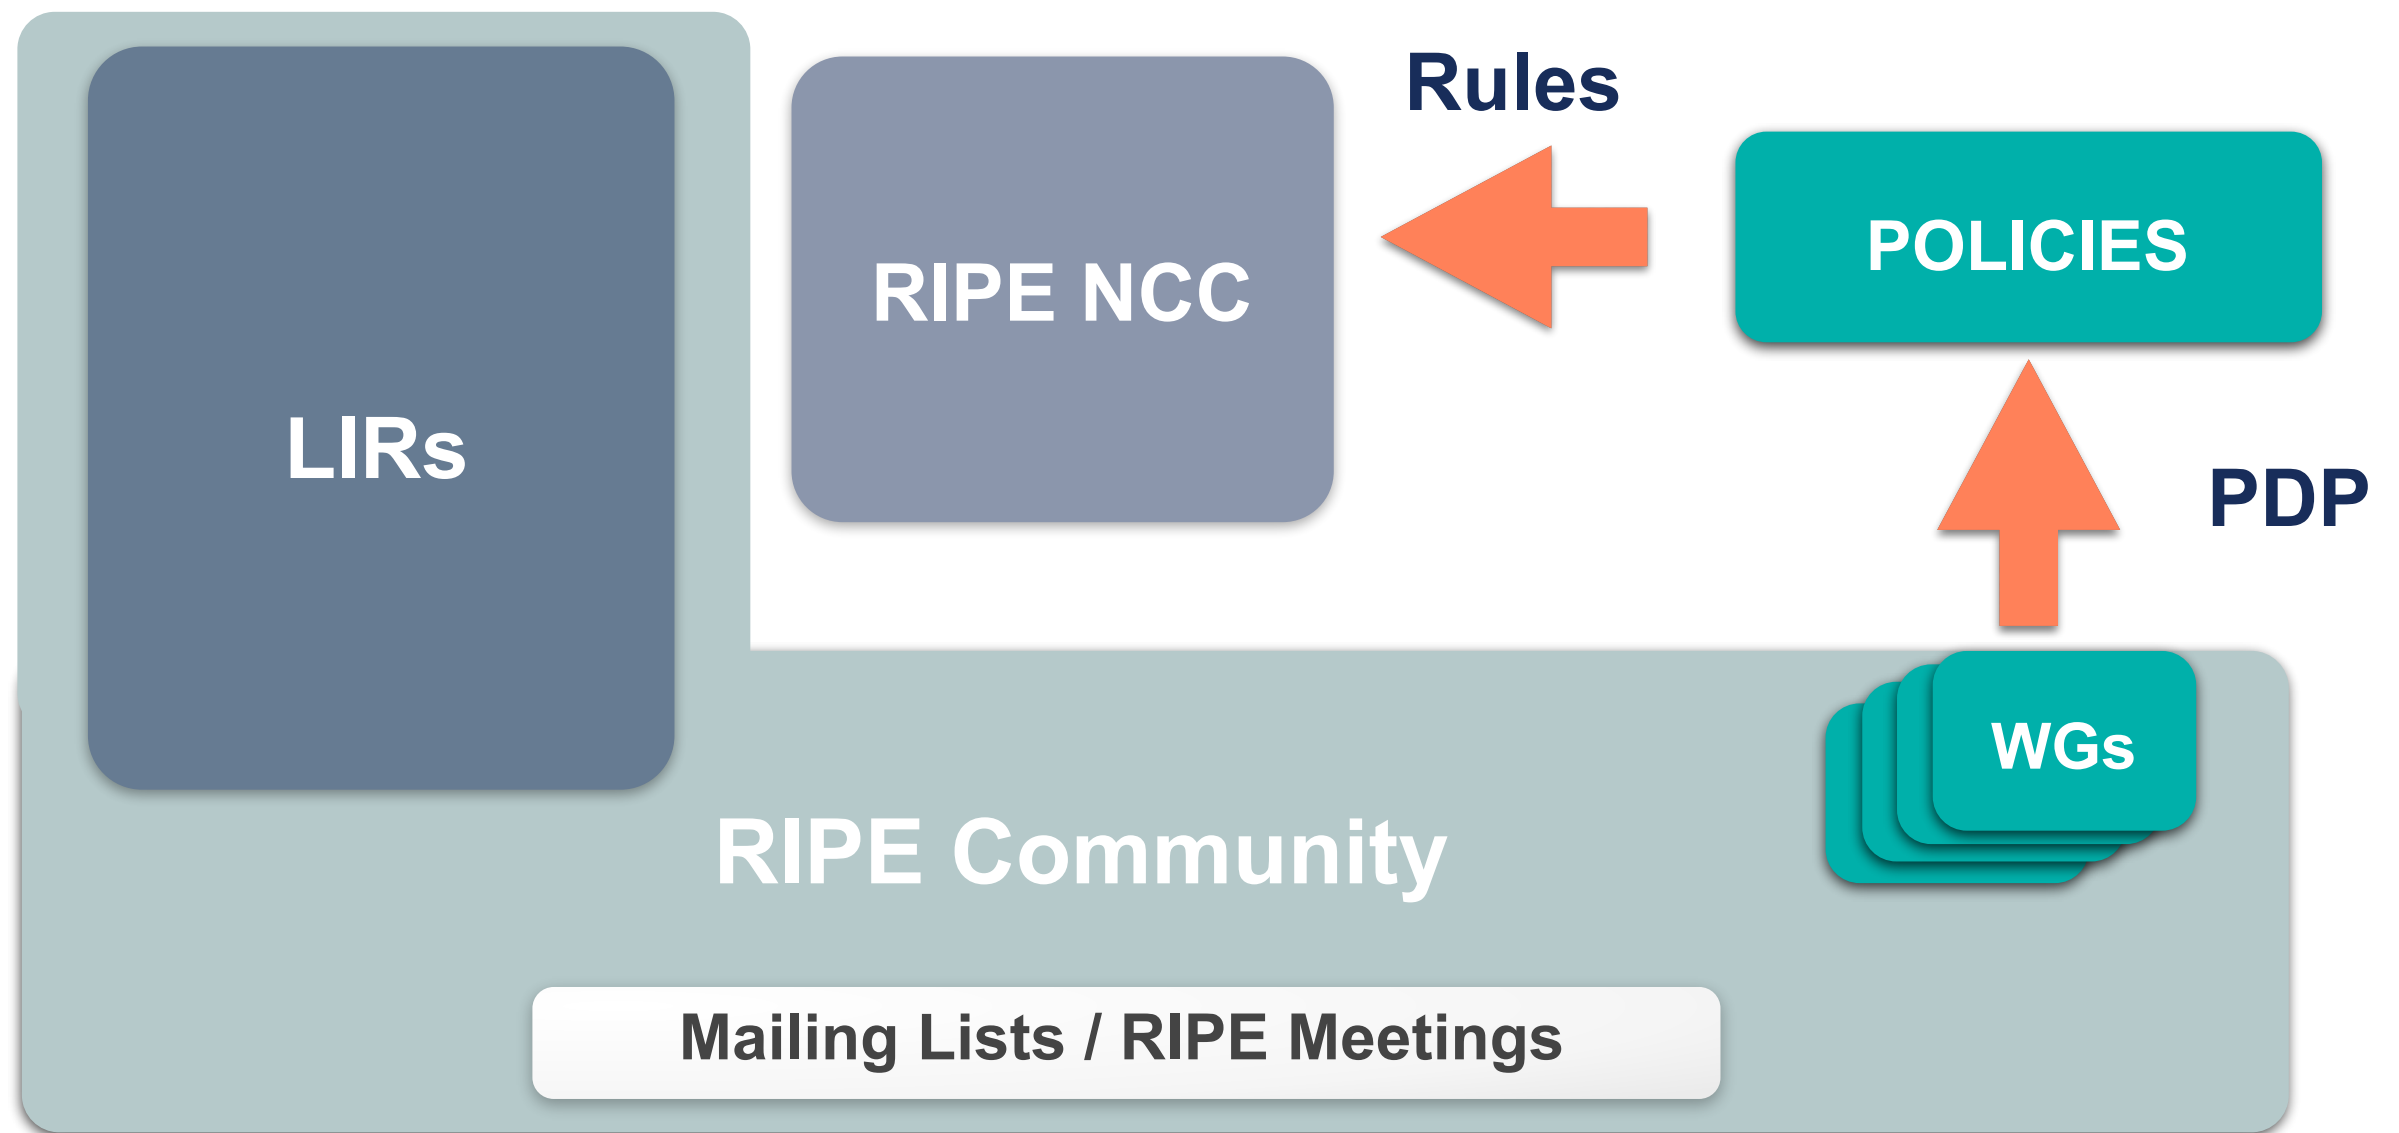 Rules
POLICIES
RIPE NCC
LIRs
PDP
WGs
RIPE Community
Mailing Lists / RIPE Meetings